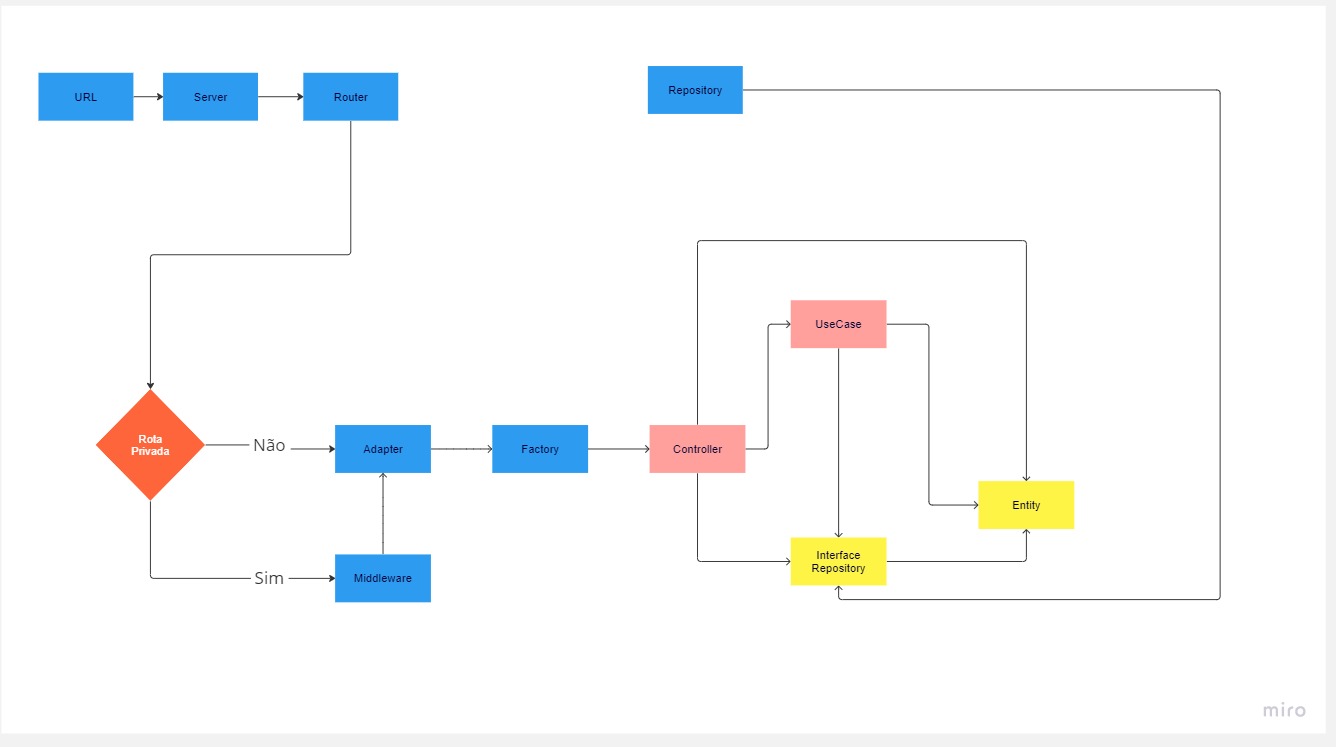 URL
Server
Router
Repository
UseCase
Rota
Privada
Não
Adapter
Factory
Controller
Entity
Interface
Repository
Sim
Middleware
miro